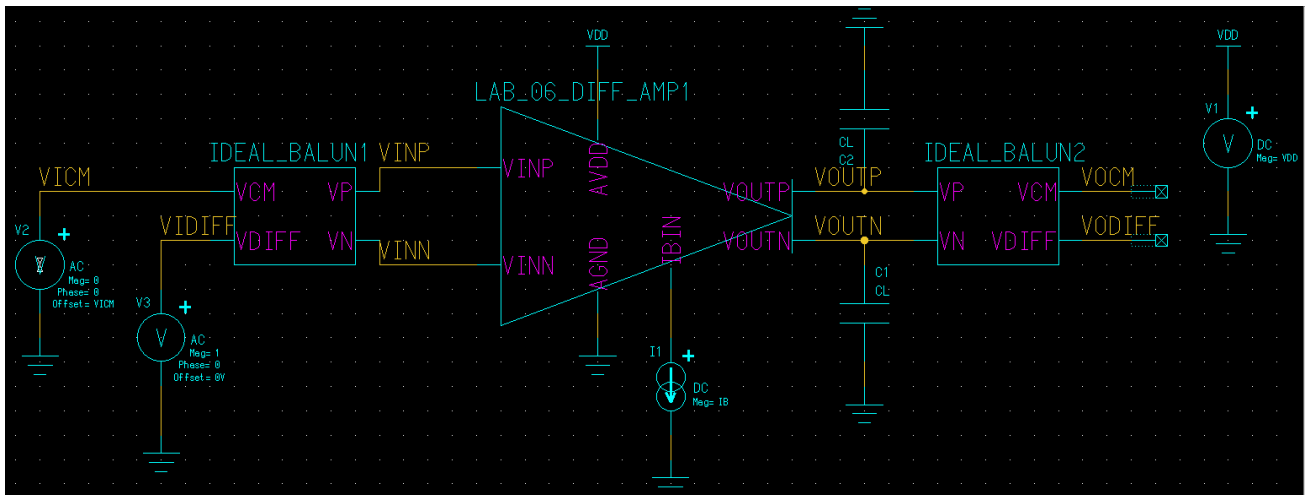 VDD
VDD
LAB_06_DIFF_AMP1
V1
DC
Mag= VDD
CL
C2
IDEAL_BALUN1
VINP
IDEAL_BALUN2
VICM
VINP
AVDD
VOUTP
VOUTP
VOCM
VCM
VP
VP
VCM
V2
VIDIFF
VOUTN
VOUTN
VODIFF
VDIFF
VN
VN
VDIFF
VINN
VINN
AGND
IBIN
AC
Mag= 0
Phase= 0
Offset= VICM
C1
CL
V3
V
AC
Mag= 1
Phase= 0
Offset= 0V
I1
DC
Mag= IB
V